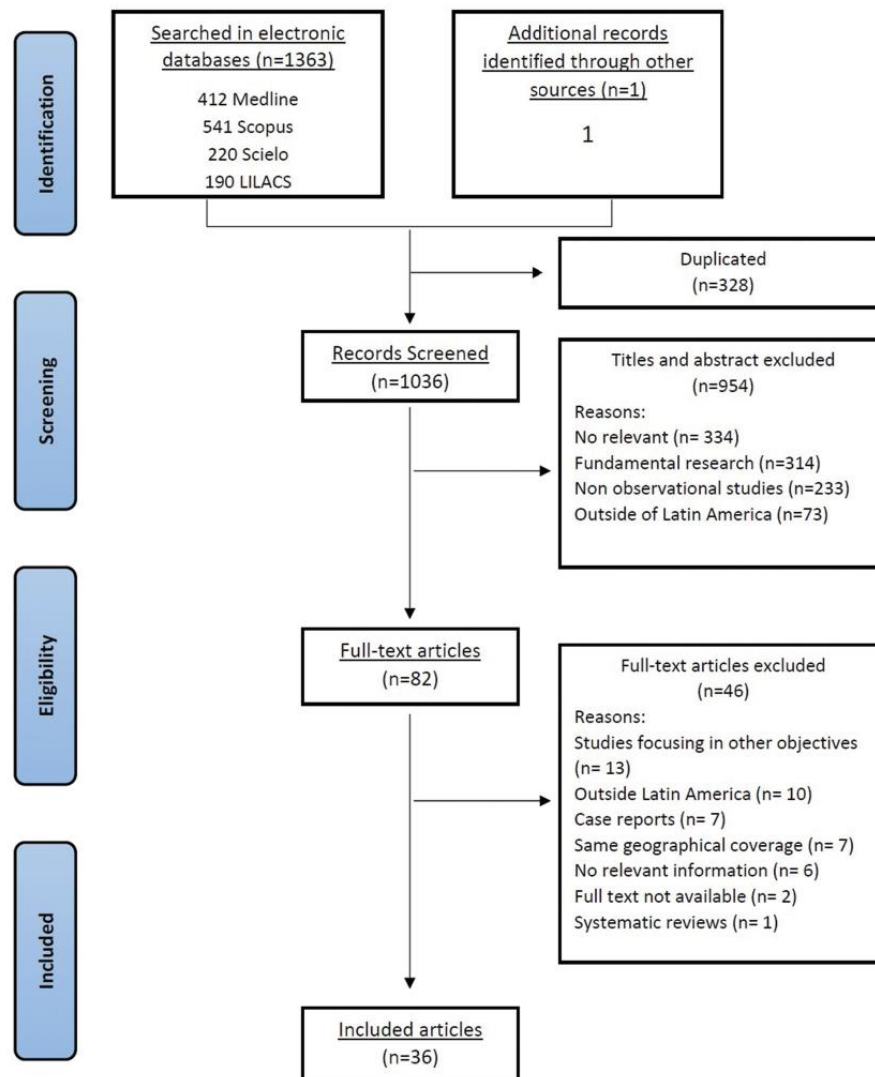 Identification
Searched in electronic
databases (n=1363)
412 Medline
541 Scopus
220 Scielo
190 LILACS
Additional records
identified through other
sources (n=1)
1
Duplicated
(n=328)
Screening
Records Screened
(n=1036)
Titles and abstract excluded
(n=954)
Reasons:
No relevant (n= 334)
Fundamental research (n=314)
Non observational studies (n=233)
Outside of Latin America (n=73)
Eligibility
Full-text articles
(n=82)
Full-text articles excluded
(n=46)
Reasons:
Studies focusing in other objectives
(n= 13)
Outside Latin America (n= 10)
Case reports (n= 7)
Same geographical coverage (n= 7)
No relevant information (n= 6)
Full text not available (n= 2)
Systematic reviews (n= 1)
Included
Included articles
(n=36)